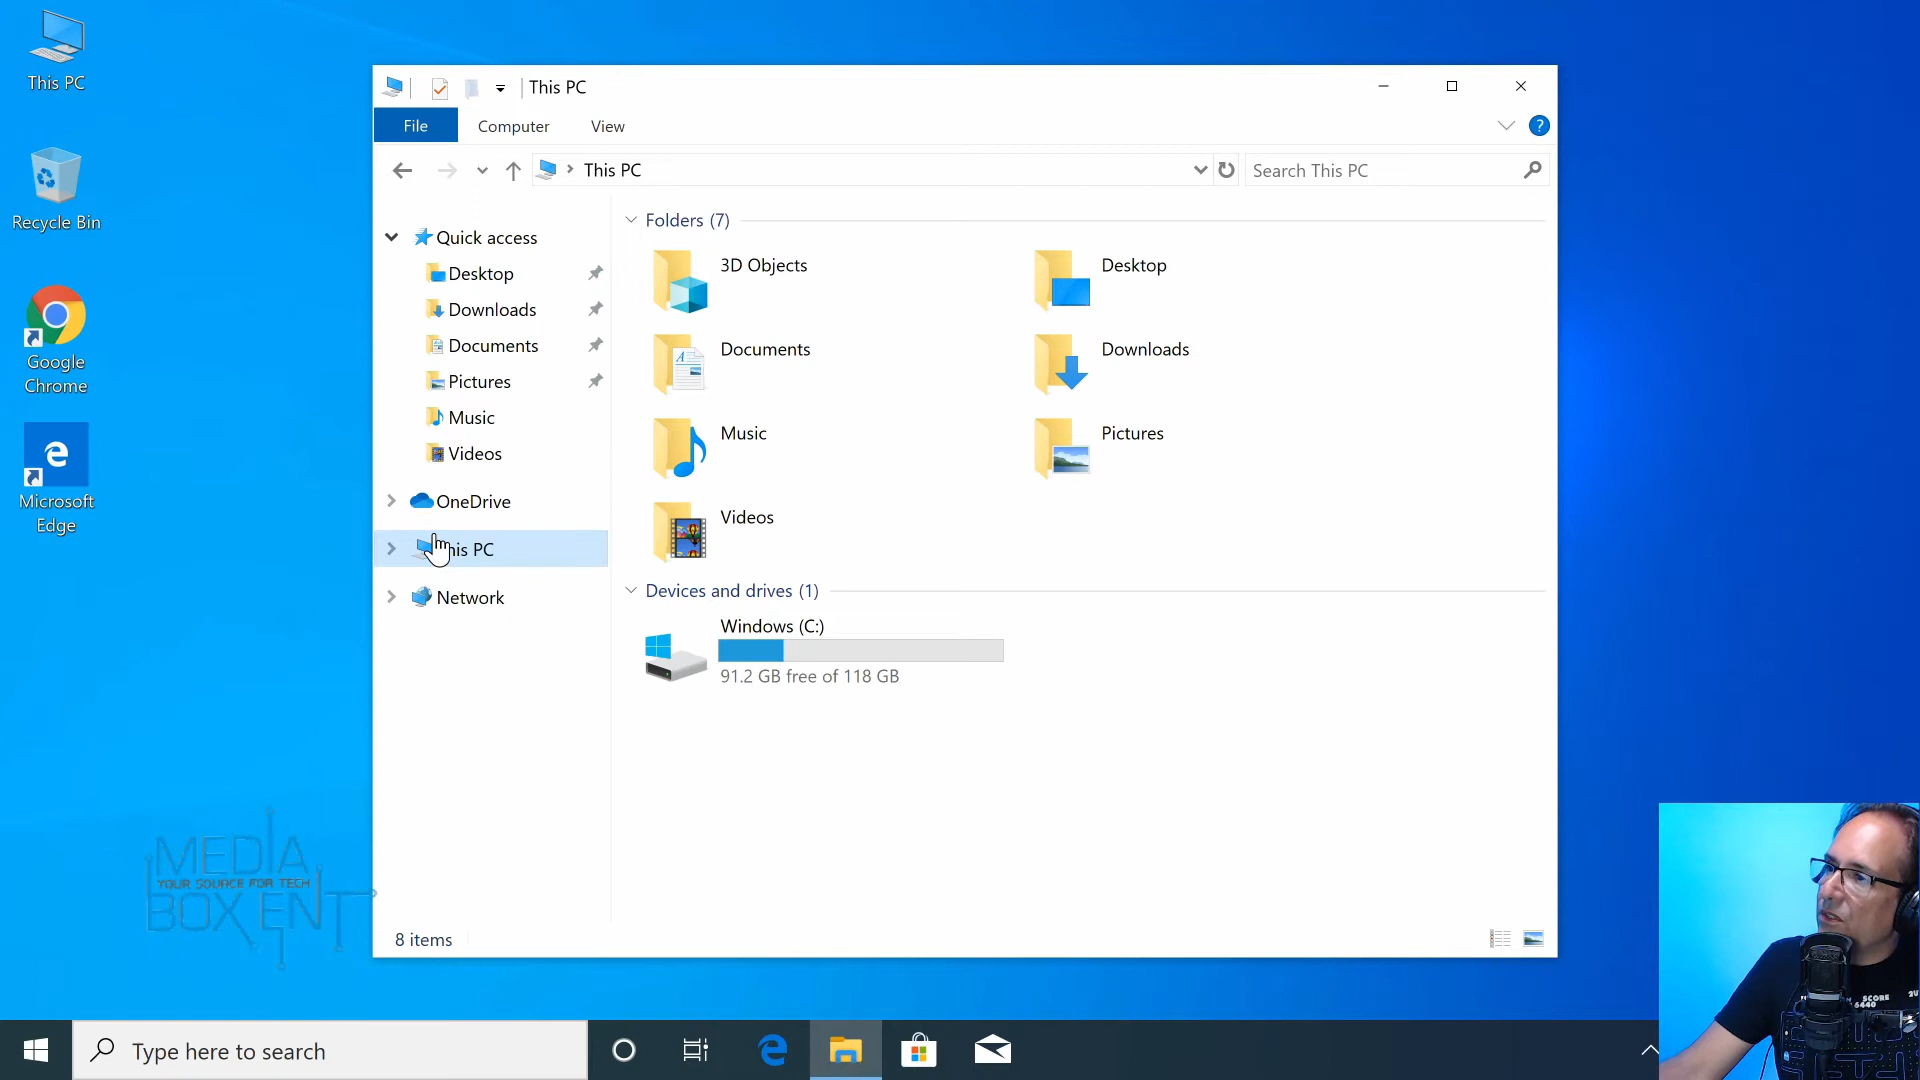 This PC
Recycle Bin
Google
Chrome
Microsoft
Edge
This PC
File
Computer
View
?
This PC
Search This PC
Quick access
Desktop
Downloads
Documents
Pictures
Music
Videos
OneDrive
his PC
Network
Folders (7)
3D Objects
Desktop
Documents
Downloads
Music
Pictures
Videos
Devices and drives (1)
Windows (C:)
91.2 GB free of 118 GB
8 items
MEDIA
YOUR SOURCE FOR TECH
BOX ENT
Type here to search
SCORE
2U